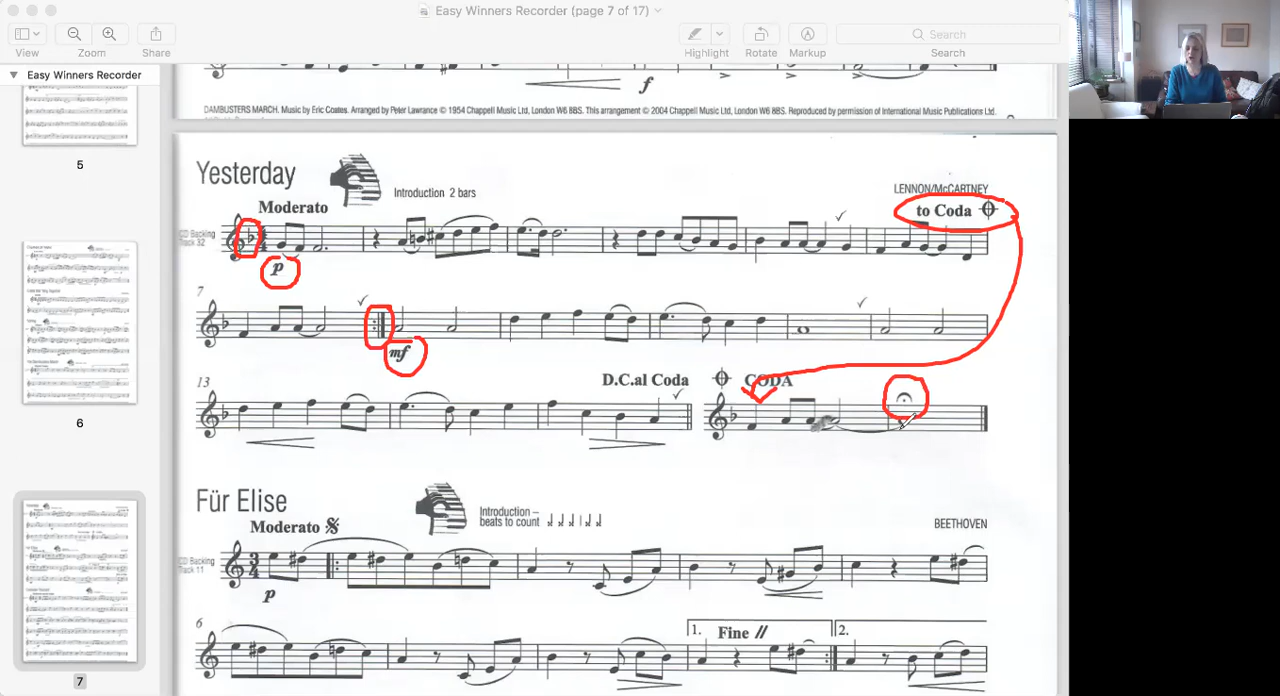 Easy Winners Recorder (page 7 of 17)
View
Zoom
Share
Highlight
Rotate
Markup
Search
Search
Easy Winners Recorder
5
6
7
f
DAMBUSTERS MARCH. Music by Eric Coates. Arranged by Peter Lawrance © 1954 Chappell Music Ltd, London W6 8BS. This arrangement © 2004 Chappell Music Ltd, London W6 8BS. Reproduced by permission of International Music Publications Ltd.
Yesterday
Introduction 2 bars
LENNON/McCARTNEY
Moderato
to Coda
CD Backing
Track 32
p
7
mf
D.C.al Coda
CODA
13
Für Elise
Introduction –
beats to count
Moderato
BEETHOVEN
CD Backing
Track 11
3
4
p
6
1.
Fine //
2.